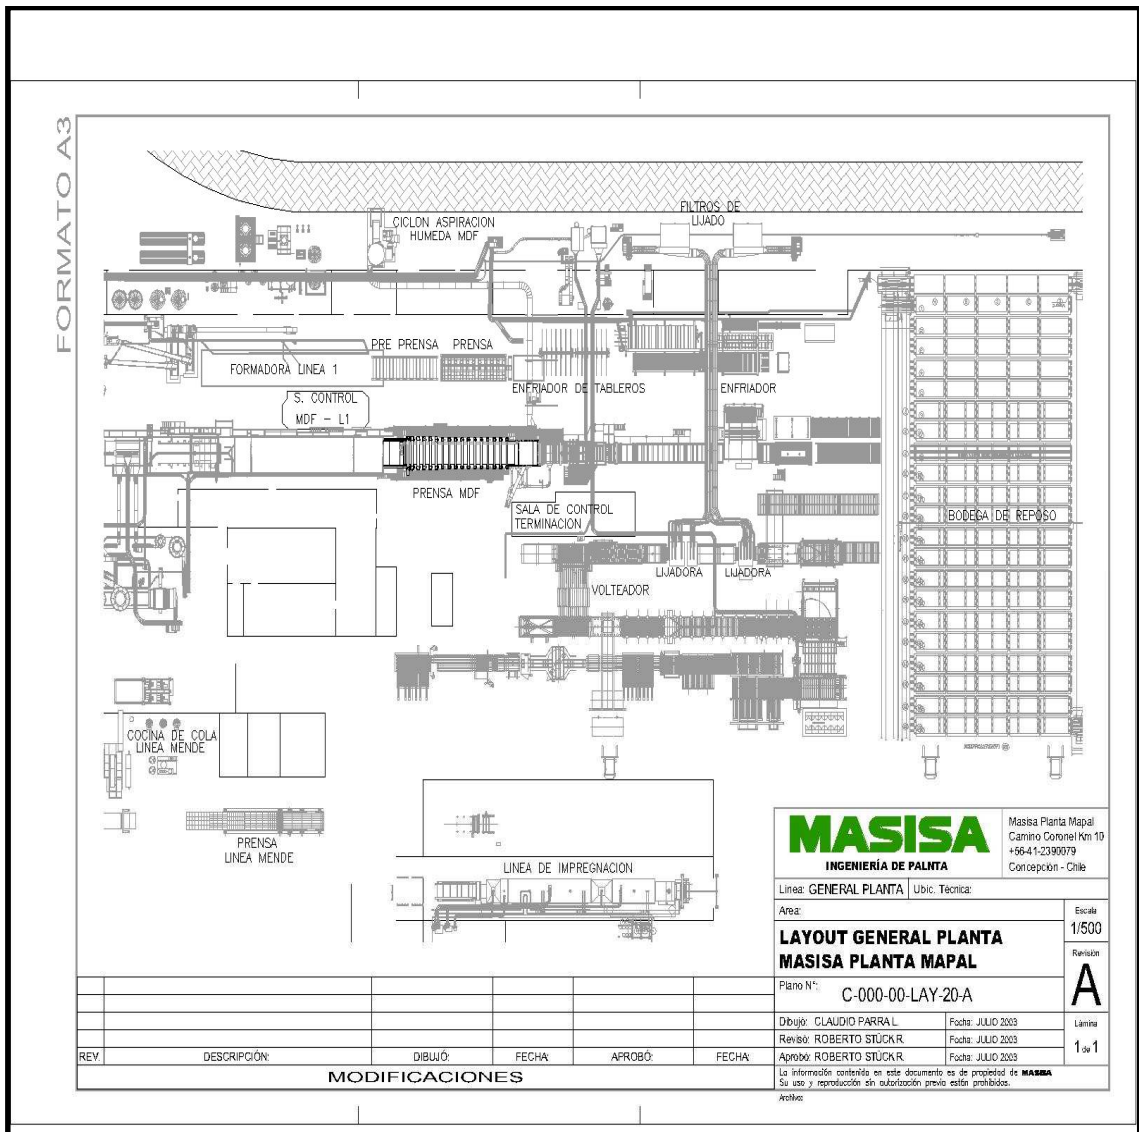 FORMATO A3
FILTROS DE
LIJADO
CICLON ASPIRACION
HUMEDA MDF
PRE PRENSA
PRENSA
FORMADORA LINEA 1
ENFRIADOR DE TABLEROS
ENFRIADOR
S. CONTROL
MDF - L1
PRENSA MDF
SALA DE CONTROL
TERMINACION
BODEGA DE REPOSO
LIJADORA
LIJADORA
VOLTEADOR
COCINA DE COLA
LINEA MENDE
PRENSA
LINEA MENDE
LINEA DE IMPREGNACION
MASISA
INGENIERÍA DE PALNTA
Masisa Planta Mapal
Camino Coronel Km 10
+56-41-2390079
Concepción - Chile
Línea: GENERAL PLANTA
Ubic. Técnica:
Area:
Escala
1/500
LAYOUT GENERAL PLANTA
MASISA PLANTA MAPAL
Revisión
A
Plano N°:
C-000-00-LAY-20-A
Dibujó: CLAUDIO PARRA L.
Fecha: JULIO 2003
Lámina
1 de 1
Revisó: ROBERTO STÜCK R.
Fecha: JULIO 2003
Aprobó: ROBERTO STÜCK R.
Fecha: JULIO 2003
La información contenida en este documento es de propiedad de MASISA
Su uso y reproducción sin autorización previa están prohibidos.
Archivo:
REV.
DESCRIPCIÓN:
DIBUJÓ:
FECHA:
APROBÓ:
FECHA:
MODIFICACIONES